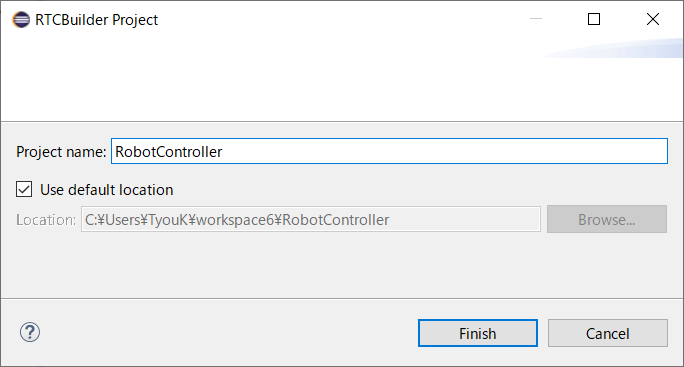 RTCBuilder Project
Project name: RobotController
Use default location
Location: C:¥Users¥TyouK¥workspace6¥RobotController Browse...
? Finish Cancel